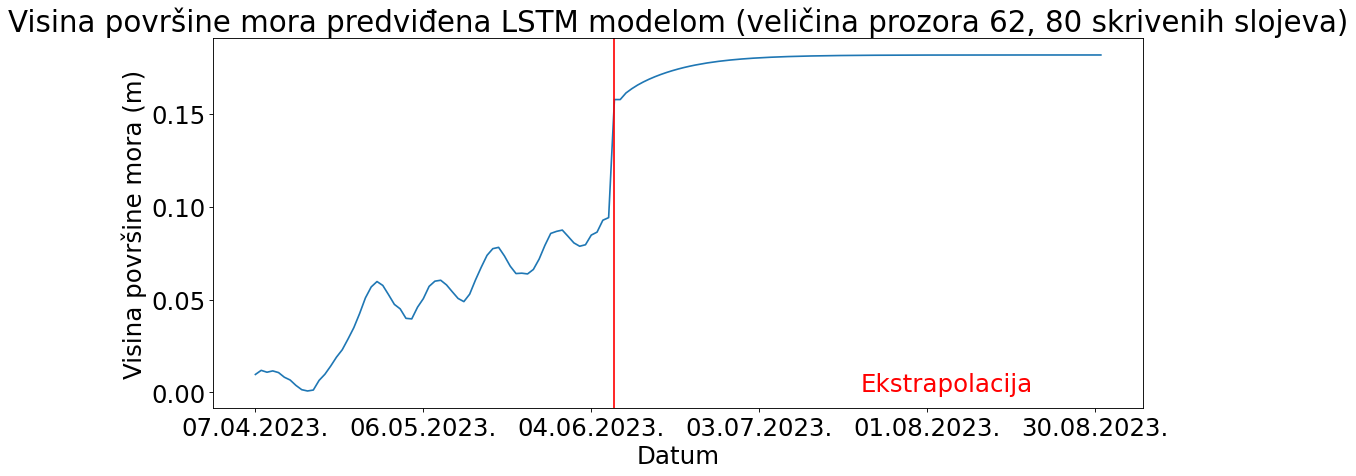 Visina površine mora predviđena LSTM modelom (veličina prozora 62, 80 skrivenih slojeva)
Visina površine mora (m)
0.15
0.10
0.05
0.00
Ekstrapolacija
07.04.2023. 06.05.2023. 04.06.2023. 03.07.2023. 01.08.2023. 30.08.2023.
Datum